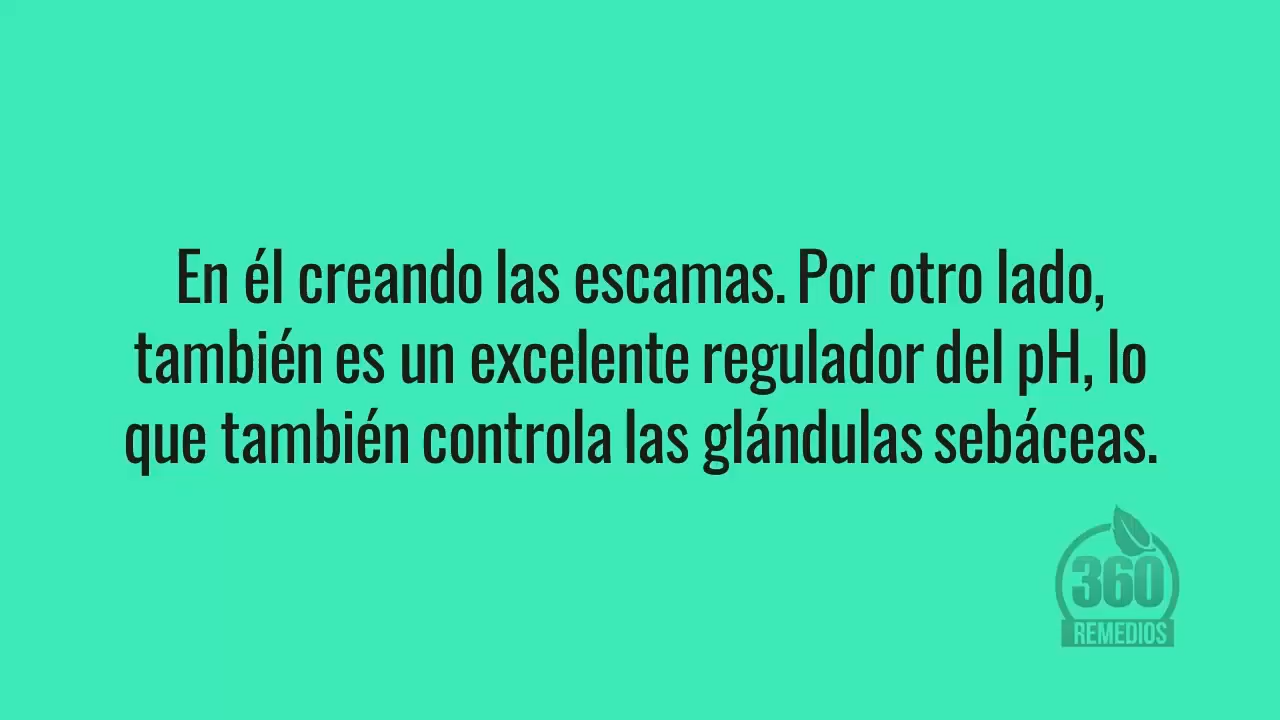 En él creando las escamas. Por otro lado,
también es un excelente regulador del pH, lo
que también controla las glándulas sebáceas.
360
REMEDIOS